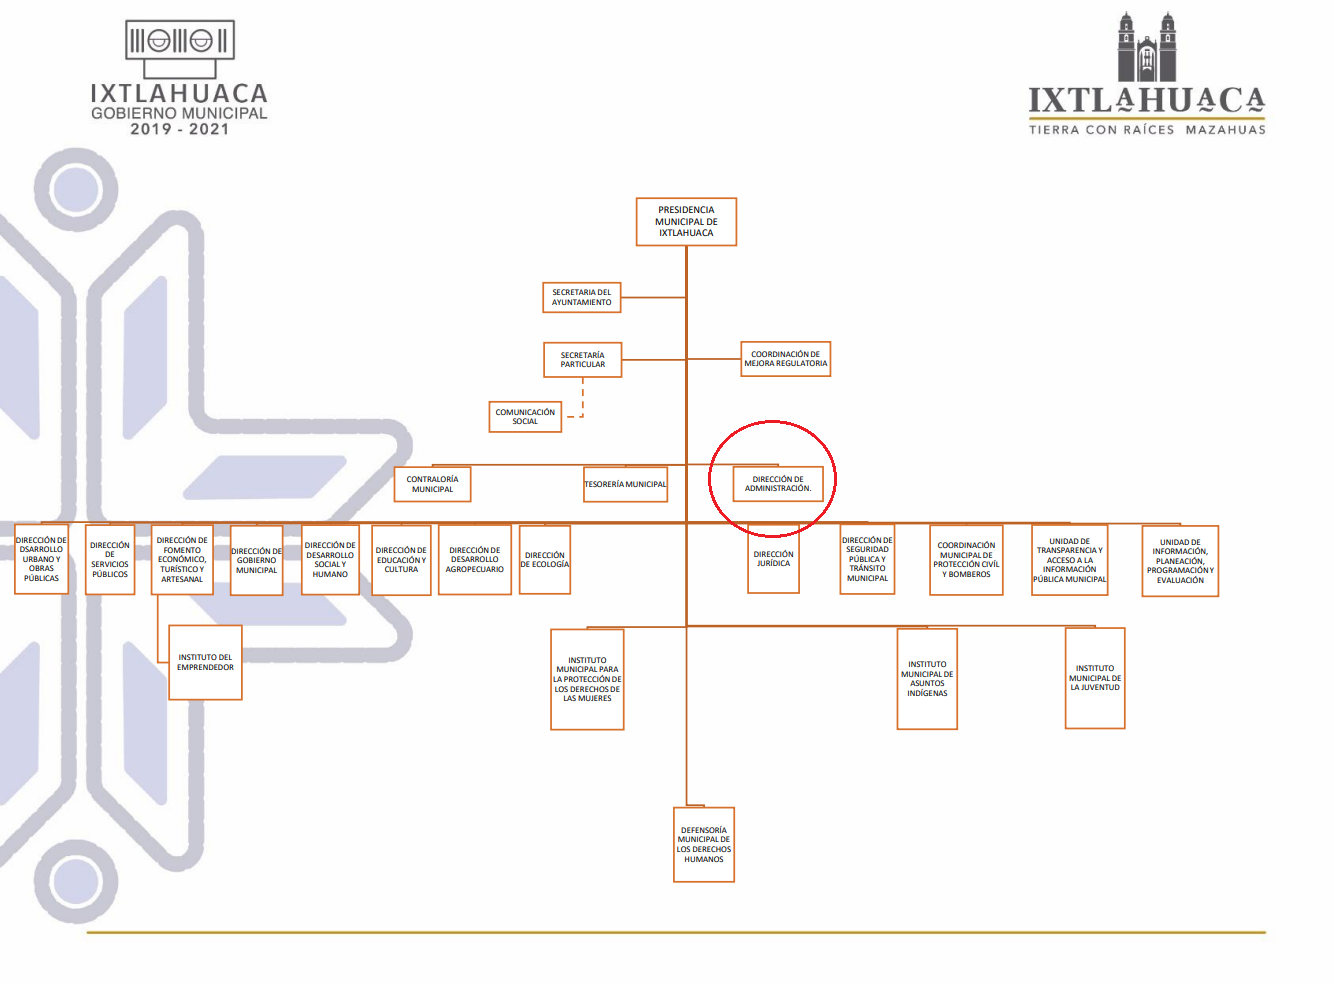 IXTLAHUACA
GOBIERNO MUNICIPAL
2019 - 2021
IXTLAHUACA
TIERRA CON RAÍCES MAZAHUAS
PRESIDENCIA
MUNICIPAL DE
IXTLAHUACA
SECRETARIA DEL
AYUNTAMIENTO
SECRETARÍA
PARTICULAR
COORDINACIÓN DE
MEJORA REGULATORIA
COMUNICACIÓN
SOCIAL
CONTRALORÍA
MUNICIPAL
TESORERÍA MUNICIPAL
DIRECCIÓN DE
ADMINISTRACIÓN.
DIRECCIÓN DE
DSARROLLO
URBANO Y
OBRAS
PÚBLICAS
DIRECCIÓN
DE
SERVICIOS
PÚBLICOS
DIRECCIÓN DE
FOMENTO
ECONÓMICO,
TURÍSTICO Y
ARTESANAL
DIRECCIÓN DE
GOBIERNO
MUNICIPAL
DIRECCIÓN DE
DESARROLLO
SOCIAL Y
HUMANO
DIRECCIÓN DE
EDUCACIÓN Y
CULTURA
DIRECCIÓN DE
DESARROLLO
AGROPECUARIO
DIRECCIÓN
DE ECOLOGÍA
DIRECCIÓN
JURÍDICA
DIRECCIÓN DE
SEGURIDAD
PÚBLICA Y
TRÁNSITO
MUNICIPAL
COORDINACIÓN
MUNICIPAL DE
PROTECCIÓN CIVÍL
Y BOMBEROS
UNIDAD DE
TRANSPARENCIA Y
ACCESO A LA
INFORMACIÓN
PÚBLICA MUNICIPAL
UNIDAD DE
INFORMACIÓN,
PLANEACIÓN,
PROGRAMACIÓN Y
EVALUACIÓN
INSTITUTO DEL
EMPRENDEDOR
INSTITUTO
MUNICIPAL PARA
LA PROTECCIÓN DE
LOS DERECHOS DE
LAS MUJERES
INSTITUTO
MUNICIPAL DE
ASUNTOS
INDÍGENAS
INSTITUTO
MUNICIPAL DE
LA JUVENTUD
DEFENSORÍA
MUNICIPAL DE
LOS DERECHOS
HUMANOS